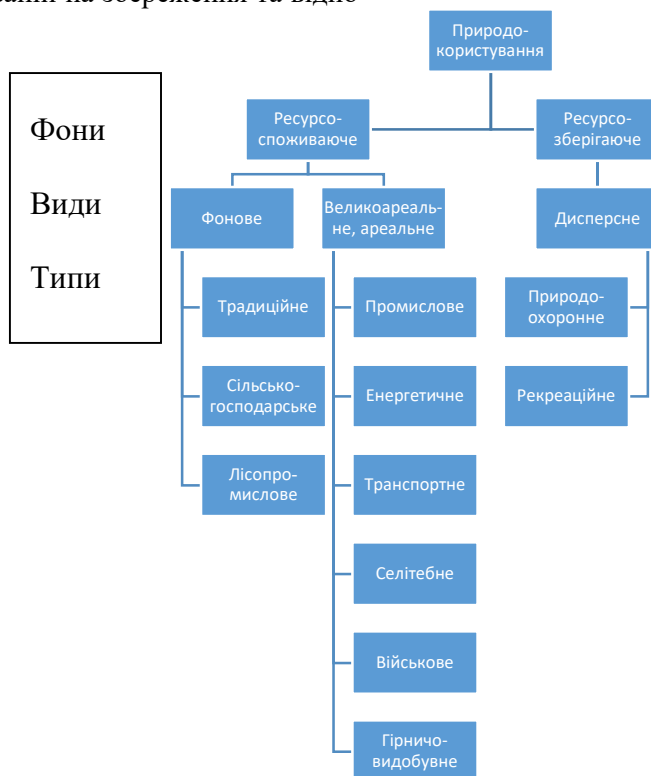 на збереження та відно
Природо-
користування
Фони
Види
Типи
Ресурсо-
споживаюче
Ресурсо-
зберігаюче
Фонове
Великоареаль-
не, ареальне
Дисперсне
Традиційне
Промислове
Природо-
охоронне
Сільсько-
господарське
Енергетичне
Рекреаційне
Лісопро-
мислове
Транспортне
Селітебне
Військове
Гірничо-
видобувне